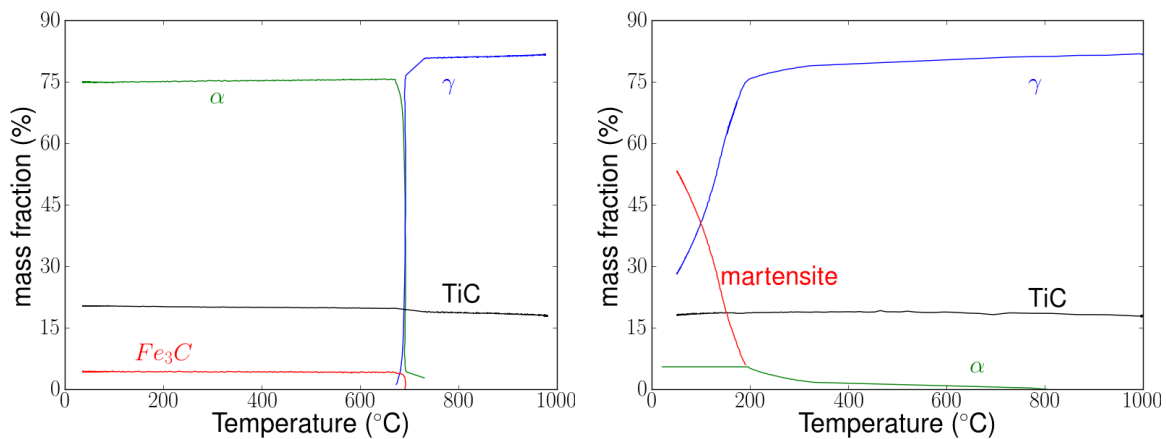 90
75
60
45
30
15
0
mass fraction (%)
α
γ
TiC
Fe₃C
0 200 400 600 800 1000
Temperature (°C)
90
75
60
45
30
15
0
mass fraction (%)
γ
martensite
TiC
α
0 200 400 600 800 1000
Temperature (°C)